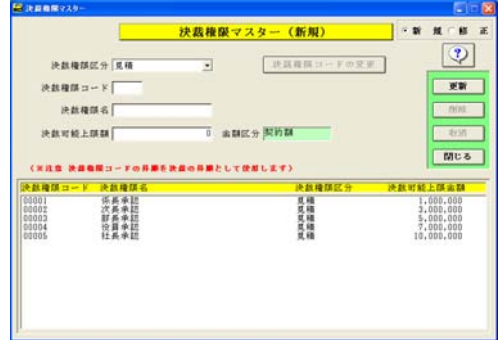 決裁権限マスター
決裁権限マスター (新規)
新 規 修 正
決裁権限区分 見積
決裁権限コードの変更
?
決裁権限コード
更新
決裁権限名
削除
決裁可能上限額 0 金額区分 契約額
取消
閉じる
(※注意 決裁権限コードの昇順を決裁の昇順として使用します)
決裁権限コード 決裁権限名 決裁権限区分 決裁可能上限金額
00001 係長承認 見積 1,000,000
00002 次長承認 見積 3,000,000
00003 部長承認 見積 5,000,000
00004 役員承認 見積 7,000,000
00005 社長承認 見積 10,000,000